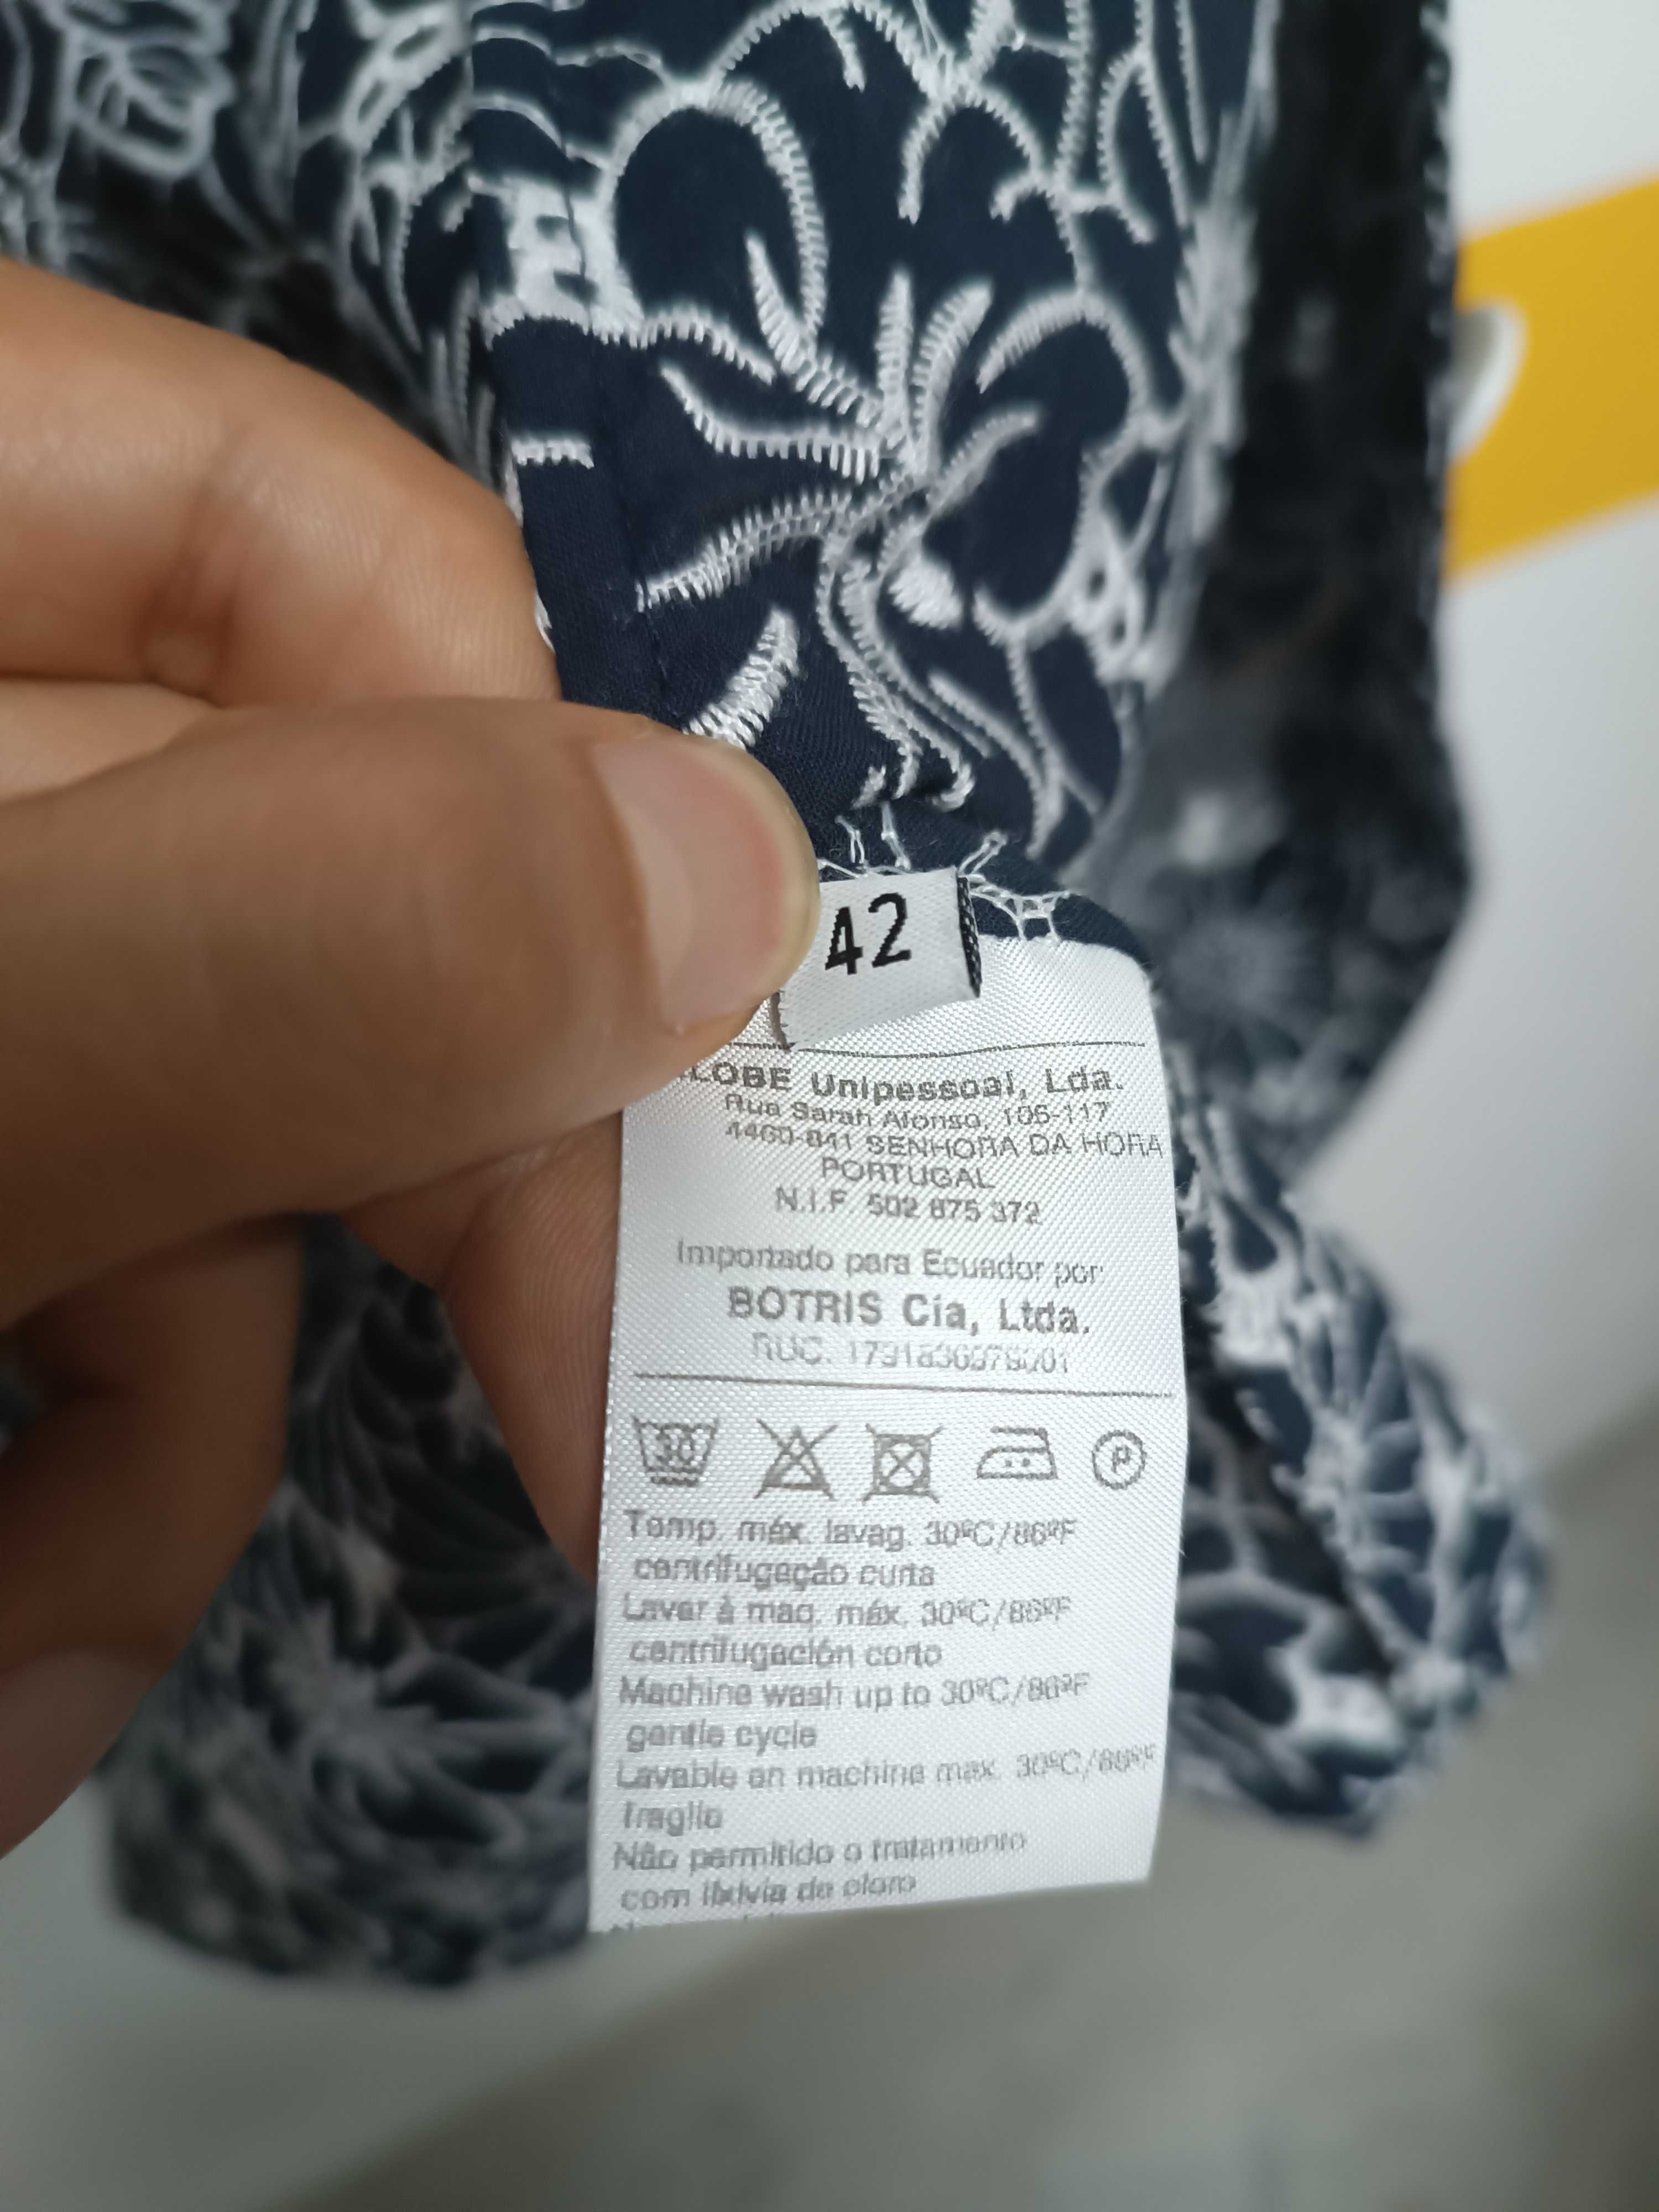 42
LOBE Unipessoal, Lda.
Rua Sarah Afonso, 105-117
4460-841 SENHORA DA HORA
PORTUGAL
N.I.F 502 875 372
Importado para Ecuador por:
BOTRIS Cía, Ltda.
RUC.
30
P
Temp. máx. lavag. 30ºC/86ºF
centrifugação curta
Lavar à maq. máx. 30ºC/86ºF
centrifugación corto
Machine wash up to 30ºC/86ºF
gentle cycle
Lavable en machine max. 30ºC/86ºF
fragile
Não permitido o tratamento
com lixívia de cloro